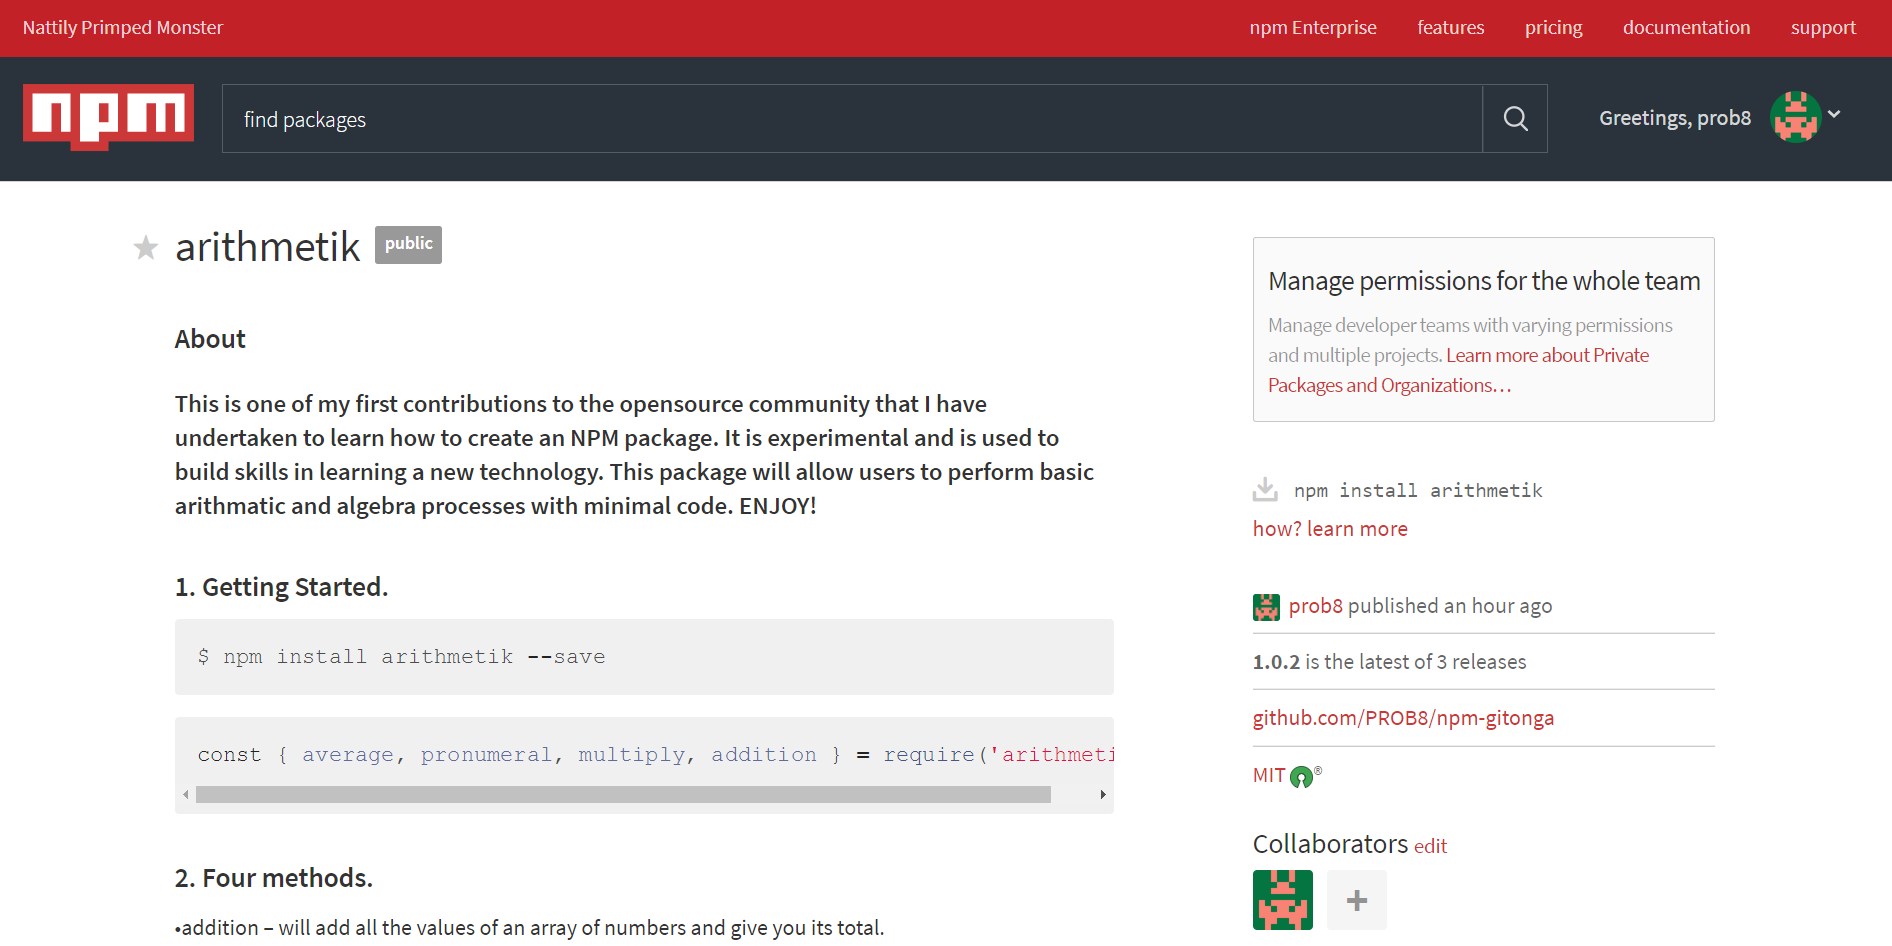 Nattily Primped Monster
npm Enterprise features pricing documentation support
npm
find packages
Greetings, prob8
arithmetik public
About
This is one of my first contributions to the opensource community that I have
undertaken to learn how to create an NPM package. It is experimental and is used to
build skills in learning a new technology. This package will allow users to perform basic
arithmatic and algebra processes with minimal code. ENJOY!
1. Getting Started.
$ npm install arithmetik --save
const { average, pronumeral, multiply, addition } = require('arithmeti
2. Four methods.
•addition – will add all the values of an array of numbers and give you its total.
Manage permissions for the whole team
Manage developer teams with varying permissions
and multiple projects. Learn more about Private
Packages and Organizations…
npm install arithmetik
how? learn more
prob8 published an hour ago
1.0.2 is the latest of 3 releases
github.com/PROB8/npm-gitonga
MIT ®
Collaborators edit
+